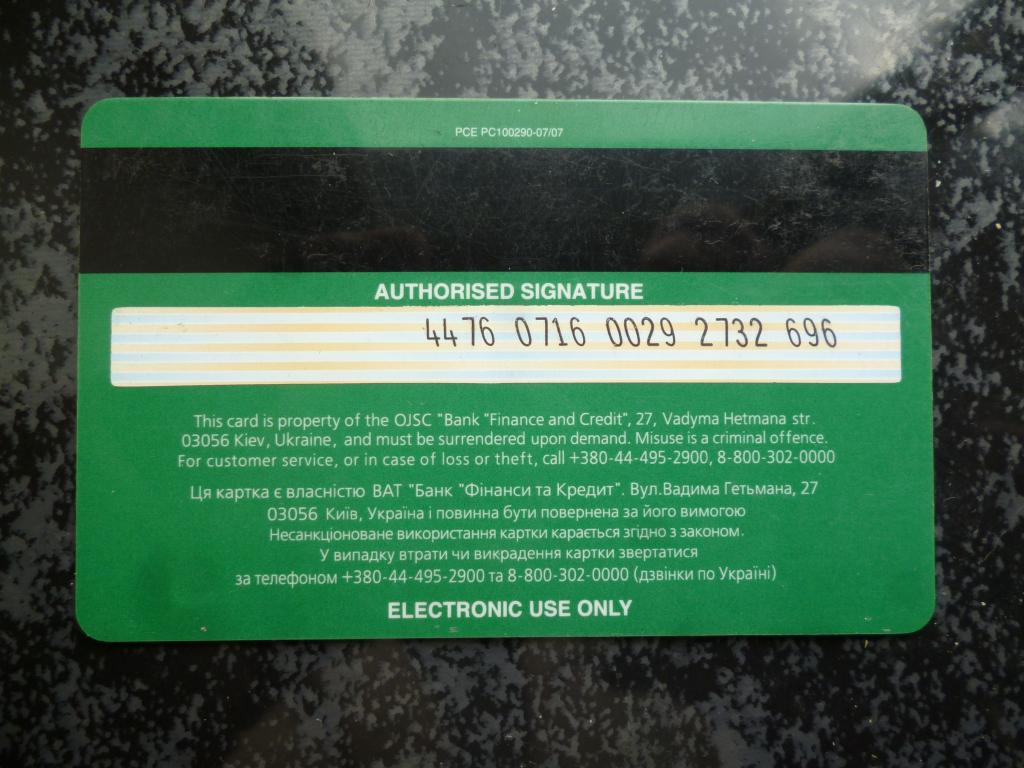 PCE PC100290-07/07
AUTHORISED SIGNATURE
4476 0716 0029 2732 696
This card is property of the OJSC "Bank "Finance and Credit", 27, Vadyma Hetmana str.
03056 Kiev, Ukraine, and must be surrendered upon demand. Misuse is a criminal offence.
For customer service, or in case of loss or theft, call +380-44-495-2900, 8-800-302-0000
Ця картка є власністю ВАТ "Банк "Фінанси та Кредит". Вул.Вадима Гетьмана, 27
03056 Київ, Україна і повинна бути повернена за його вимогою
Несанкціоноване використання картки карається згідно з законом.
У випадку втрати чи викрадення картки звертатися
за телефоном +380-44-495-2900 та 8-800-302-0000 (дзвінки по Україні)
ELECTRONIC USE ONLY